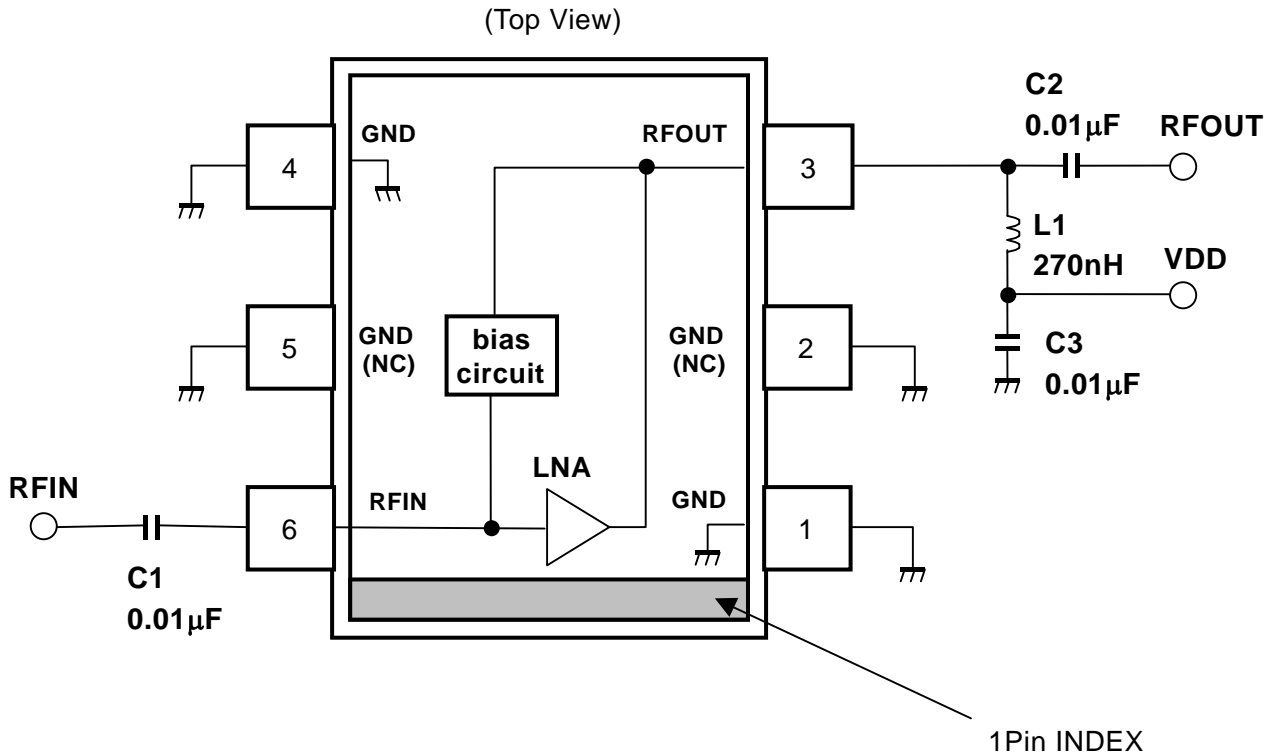 (Top View)
C2
0.01μF
RFOUT
GND
RFOUT
4
3
L1
270nH
VDD
5
GND
(NC)
bias
circuit
GND
(NC)
2
C3
0.01μF
RFIN
LNA
6
RFIN
GND
1
C1
0.01μF
1Pin INDEX